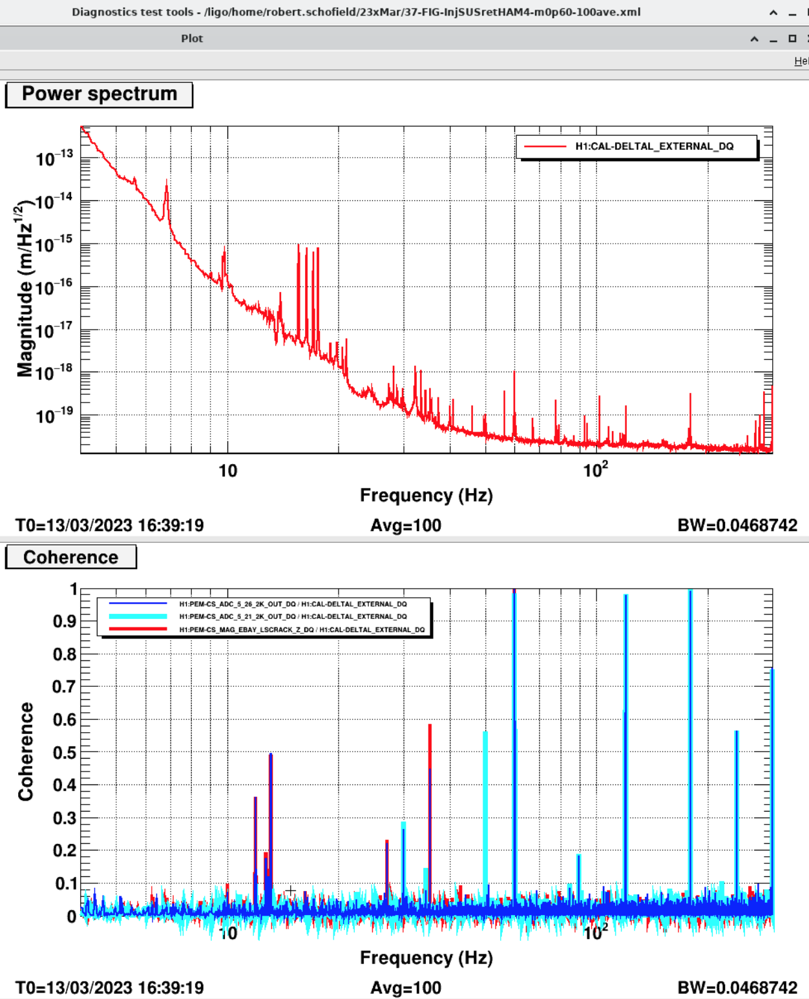 Diagnostics test tools - /ligo/home/robert.schofield/23xMar/37-FIG-InjSUSretHAM4-m0p60-100ave.xml
Plot
Hel
Power spectrum
H1:CAL-DELTAL_EXTERNAL_DQ
Magnitude (m/Hz^1/2)
10^−13
10^−14
10^−15
10^−16
10^−17
10^−18
10^−19
10 10^2
Frequency (Hz)
T0=13/03/2023 16:39:19 Avg=100 BW=0.0468742
Coherence
H1:PEM-CS_ADC_5_26_2K_OUT_DQ / H1:CAL-DELTAL_EXTERNAL_DQ
H1:PEM-CS_ADC_5_21_2K_OUT_DQ / H1:CAL-DELTAL_EXTERNAL_DQ
H1:PEM-CS_MAG_EBAY_LSCRACK_Z_DQ / H1:CAL-DELTAL_EXTERNAL_DQ
Coherence
1
0.9
0.8
0.7
0.6
0.5
0.4
0.3
0.2
0.1
0
10 10^2
Frequency (Hz)
T0=13/03/2023 16:39:19 Avg=100 BW=0.0468742